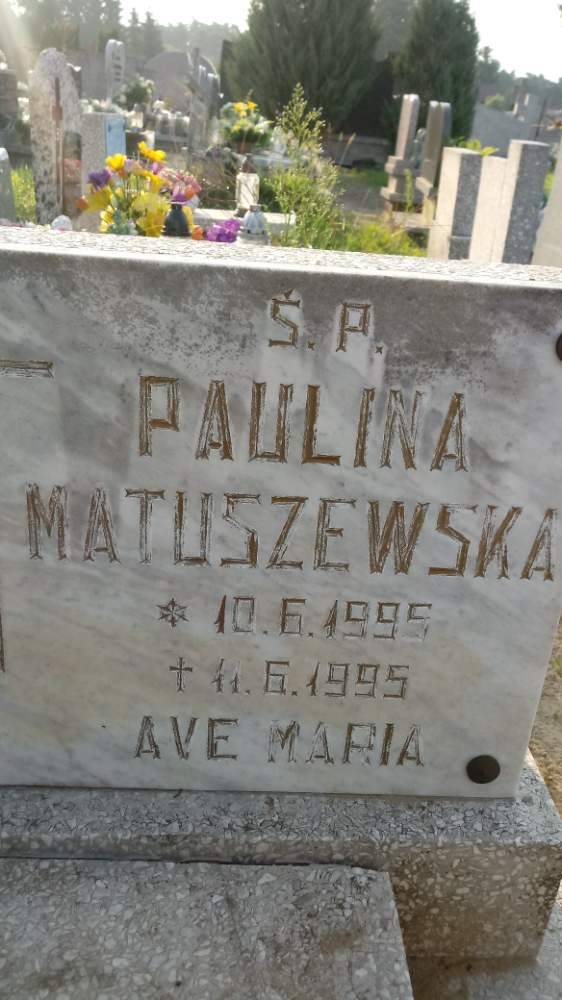 Ś. P.
PAULINA
MATUSZEWSKA
* 10.6.1995
† 11.6.1995
AVE MARIA